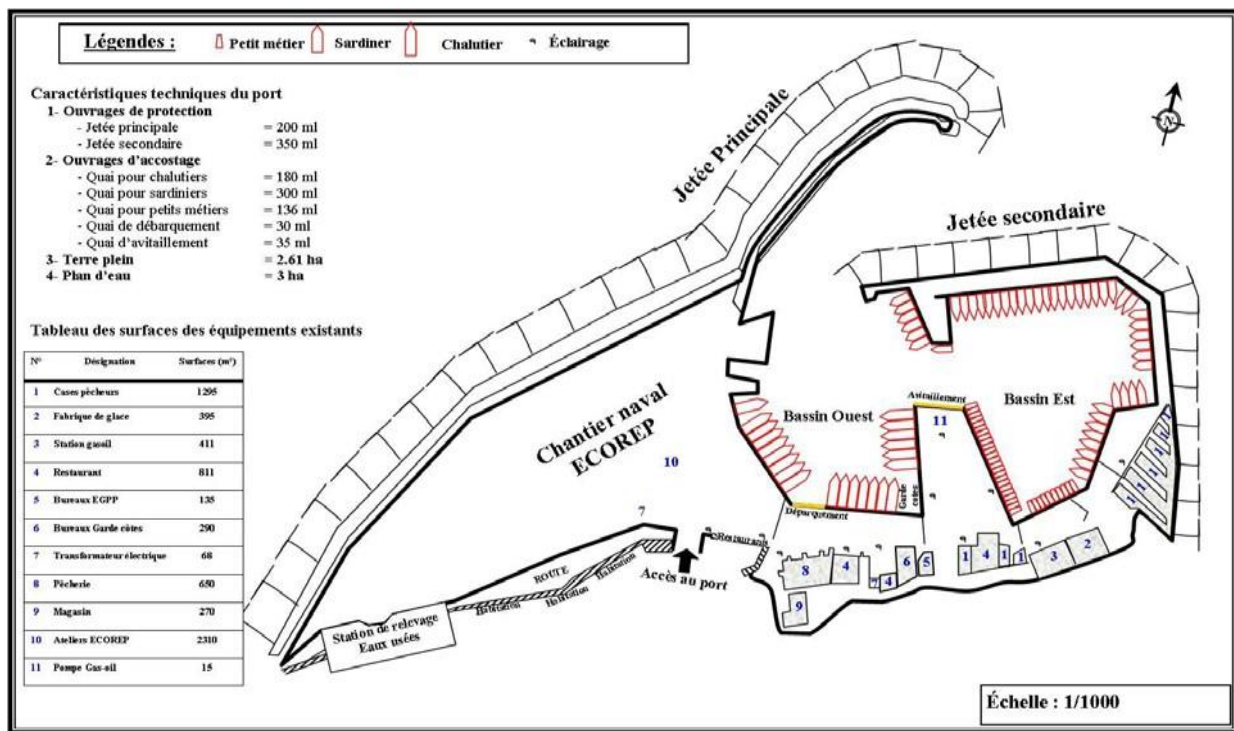 Légendes : Petit métier Sardiner Chalutier Éclairage
Caractéristiques techniques du port
1- Ouvrages de protection
- Jetée principale = 200 ml
- Jetée secondaire = 350 ml
2- Ouvrages d'accostage
- Quai pour chalutiers = 180 ml
- Quai pour sardiniers = 300 ml
- Quai pour petits métiers = 136 ml
- Quai de débarquement = 30 ml
- Quai d'avitaillement = 35 ml
3- Terre plein = 2.61 ha
4- Plan d'eau = 3 ha
Tableau des surfaces des équipements existants
N° Désignation Surfaces (m²)
1 Cases pêcheurs 1295
2 Fabrique de glace 395
3 Station gasoil 411
4 Restaurant 811
5 Bureaux EGPP 135
6 Bureaux Garde côtes 290
7 Transformateur électrique 68
8 Pêcherie 650
9 Magasin 270
10 Ateliers ECOREP 2310
11 Pompe Gas-oil 15
Jetée Principale
N
Jetée secondaire
Chantier naval
ECOREP
10
7
Bassin Ouest
Avitaillement
11
Bassin Est
Garde
côtes
Départquement
Restaurants
Accès au port
ROUTE
Habitation
Habitation
Habitation
Station de relevage
Eaux usées
8
4
7
4
6
5
9
1
4
1
1
3
2
1
1
1
1
1
1
Échelle : 1/1000